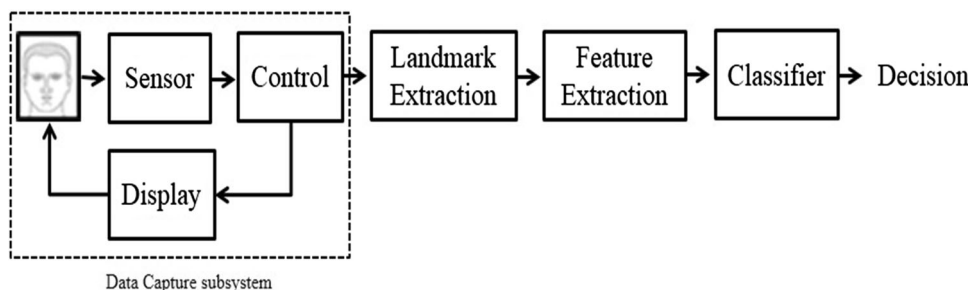 Sensor
Control
Landmark
Extraction
Feature
Extraction
Classifier
Decision
Display
Data Capture subsystem